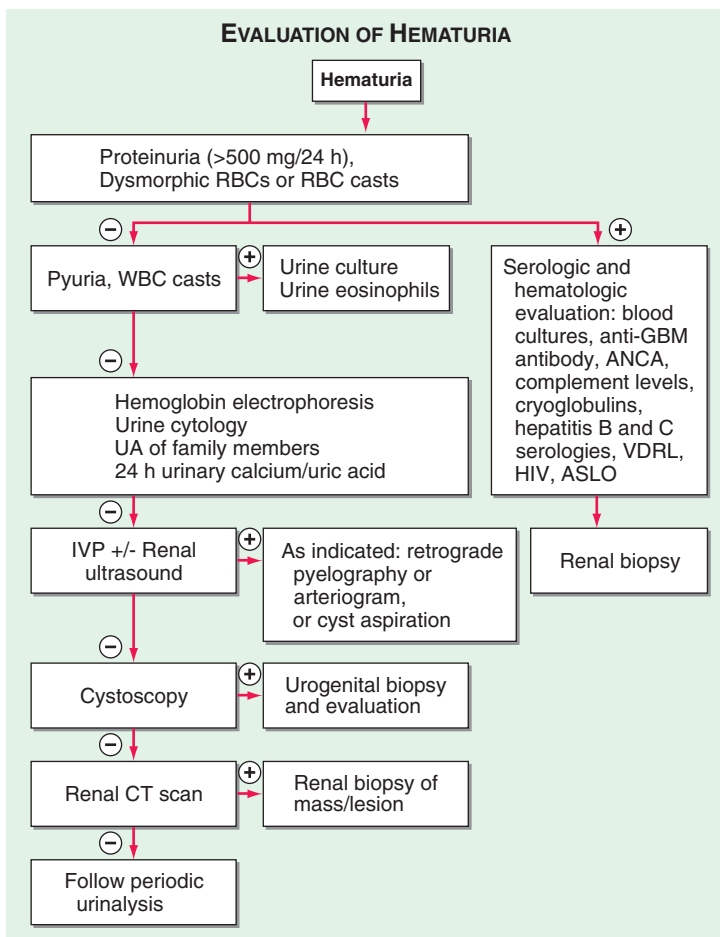 EVALUATION OF HEMATURIA
Hematuria
Proteinuria (>500 mg/24 h),
Dysmorphic RBCs or RBC casts
−
+
Pyuria, WBC casts
+
Urine culture
Urine eosinophils
Serologic and
hematologic
evaluation: blood
cultures, anti-GBM
antibody, ANCA,
complement levels,
cryoglobulins,
hepatitis B and C
serologies, VDRL,
HIV, ASLO
−
Hemoglobin electrophoresis
Urine cytology
UA of family members
24 h urinary calcium/uric acid
−
IVP +/- Renal
ultrasound
+
As indicated: retrograde
pyelography or
arteriogram,
or cyst aspiration
Renal biopsy
−
Cystoscopy
+
Urogenital biopsy
and evaluation
−
Renal CT scan
+
Renal biopsy of
mass/lesion
−
Follow periodic
urinalysis